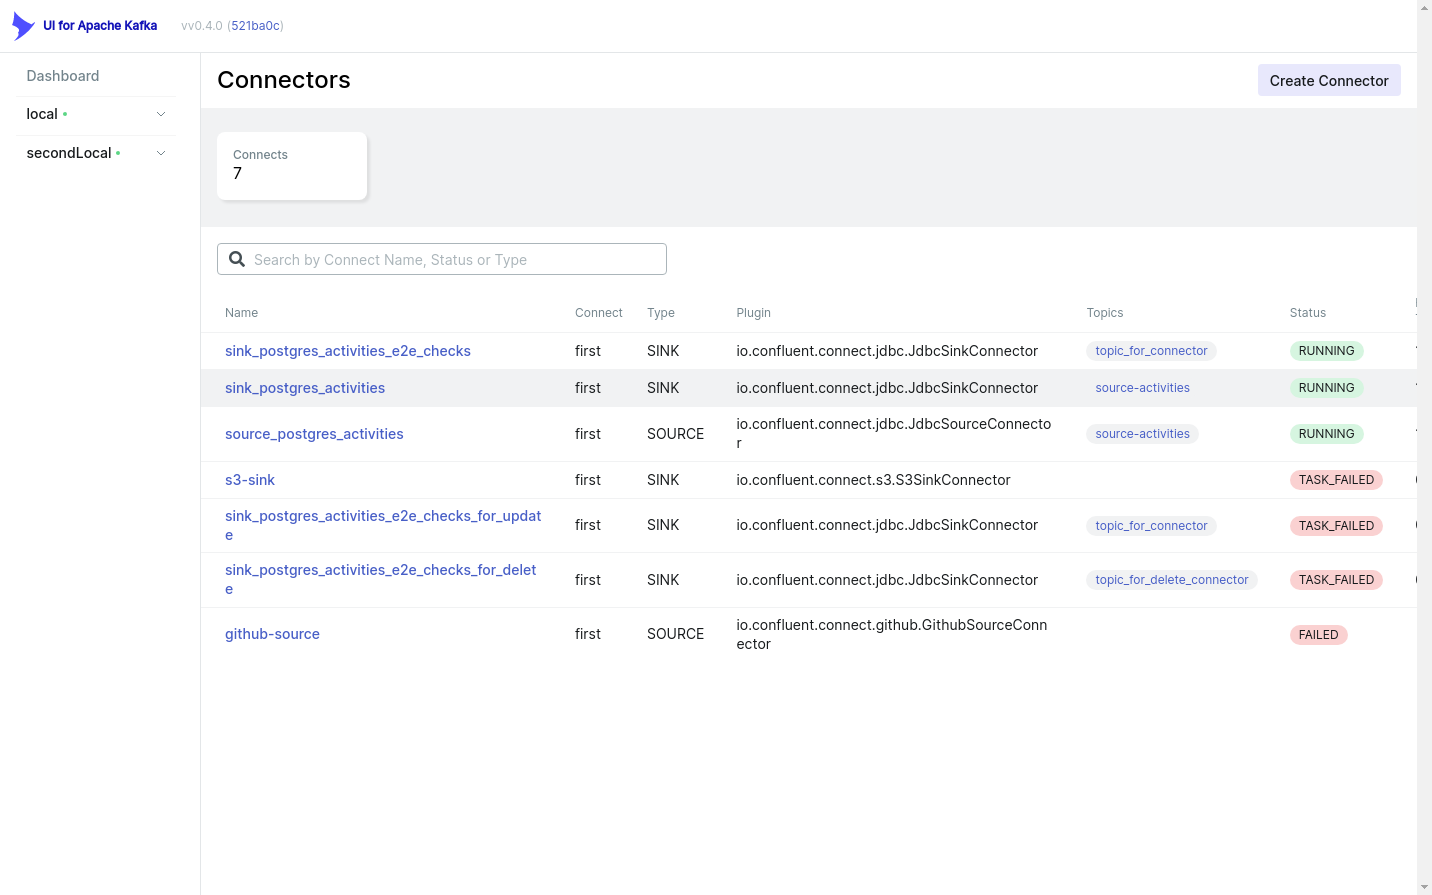 UI for Apache Kafka vv0.4.0 (521ba0c)
Dashboard
local
secondLocal
Connectors
Create Connector
Connects
7
Search by Connect Name, Status or Type
Name Connect Type Plugin Topics Status
sink_postgres_activities_e2e_checks first SINK io.confluent.connect.jdbc.JdbcSinkConnector topic_for_connector RUNNING
sink_postgres_activities first SINK io.confluent.connect.jdbc.JdbcSinkConnector source-activities RUNNING
source_postgres_activities first SOURCE io.confluent.connect.jdbc.JdbcSourceConnecto
r source-activities RUNNING
s3-sink first SINK io.confluent.connect.s3.S3SinkConnector TASK_FAILED
sink_postgres_activities_e2e_checks_for_updat
e first SINK io.confluent.connect.jdbc.JdbcSinkConnector topic_for_connector TASK_FAILED
sink_postgres_activities_e2e_checks_for_delet
e first SINK io.confluent.connect.jdbc.JdbcSinkConnector topic_for_delete_connector TASK_FAILED
github-source first SOURCE io.confluent.connect.github.GithubSourceConn
ector FAILED